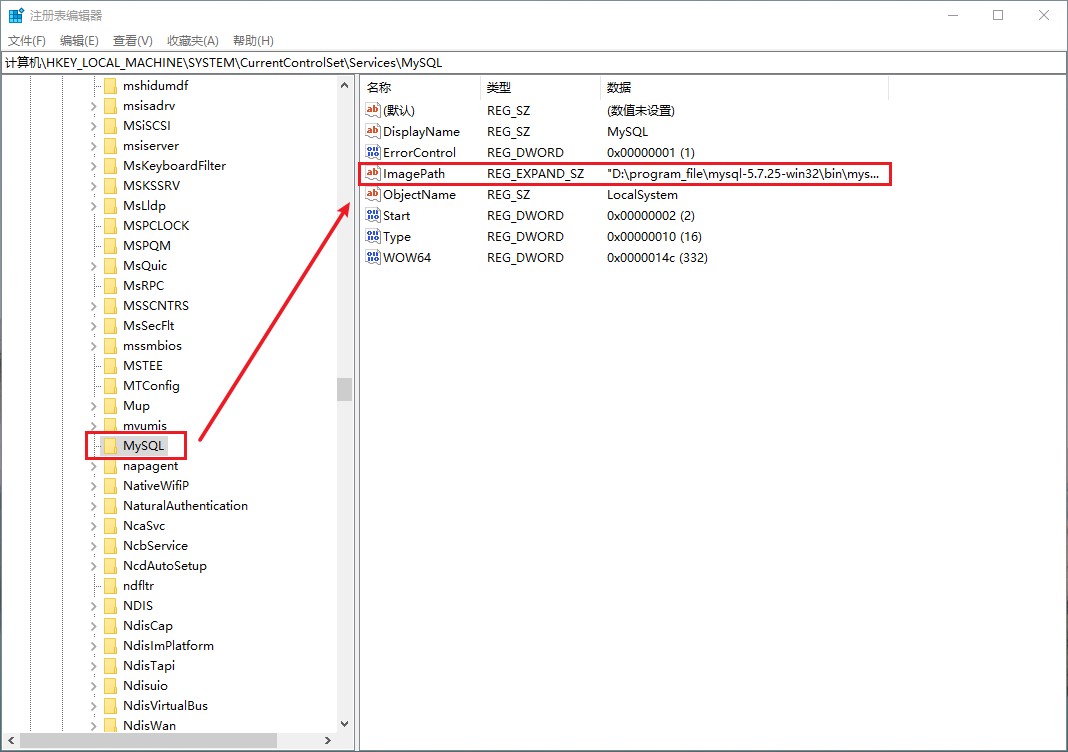 注册表编辑器
文件(F) 编辑(E) 查看(V) 收藏夹(A) 帮助(H)
计算机\HKEY_LOCAL_MACHINE\SYSTEM\CurrentControlSet\Services\MySQL
mshidumdf
msisadrv
MSiSCSI
msiserver
MsKeyboardFilter
MSKSSRV
MsLldp
MSPCLOCK
MSPQM
MsQuic
MsRPC
MSSCNTRS
MsSecFlt
mssmbios
MSTEE
MTConfig
Mup
mvumis
MySQL
napagent
NativeWifiP
NaturalAuthentication
NcaSvc
NcbService
NcdAutoSetup
ndfltr
NDIS
NdisCap
NdisImPlatform
NdisTapi
Ndisuio
NdisVirtualBus
NdisWan
名称 类型 数据
(默认) REG_SZ (数值未设置)
DisplayName REG_SZ MySQL
ErrorControl REG_DWORD 0x00000001 (1)
ImagePath REG_EXPAND_SZ "D:\program_file\mysql-5.7.25-win32\bin\mys...
ObjectName REG_SZ LocalSystem
Start REG_DWORD 0x00000002 (2)
Type REG_DWORD 0x00000010 (16)
WOW64 REG_DWORD 0x0000014c (332)